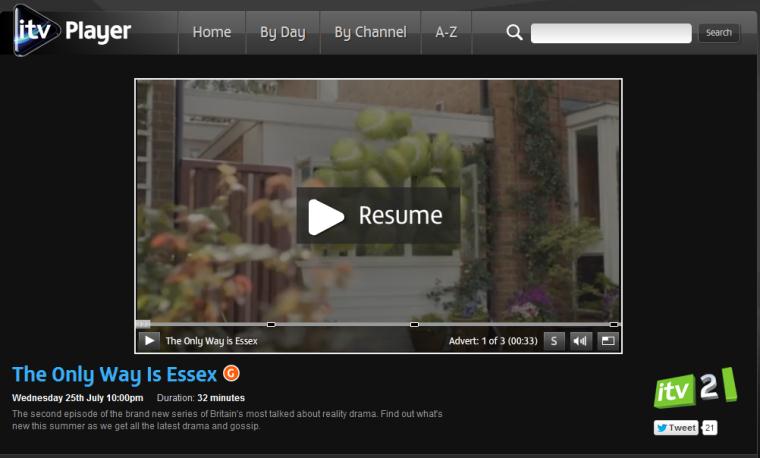 itv Player
Home By Day By Channel A-Z Search
Resume
The Only Way is Essex Advert: 1 of 3 (00:33) S
The Only Way Is Essex G
Wednesday 25th July 10:00pm Duration: 32 minutes
The second episode of the brand new series of Britain's most talked about reality drama. Find out what's
new this summer as we get all the latest drama and gossip.
itv 2
Tweet 21